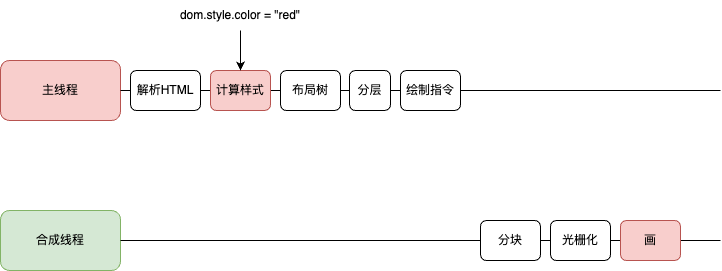 dom.style.color = "red"
主线程
解析HTML
计算样式
布局树
分层
绘制指令
合成线程
分块
光栅化
画